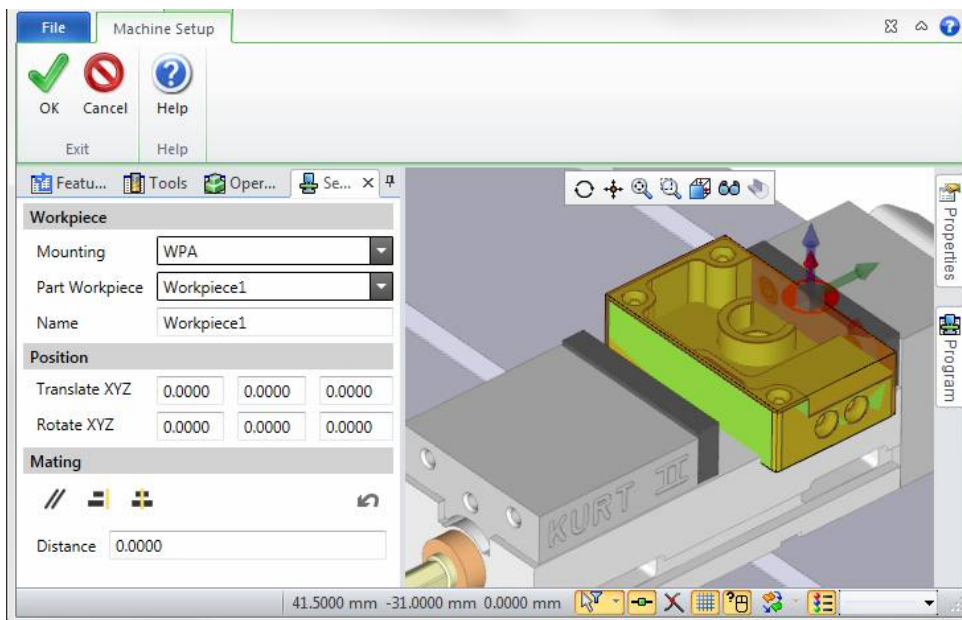 File Machine Setup
OK Cancel Help
Exit Help
Featu... Tools Oper... Se...
Workpiece
Mounting WPA
Part Workpiece Workpiece1
Name Workpiece1
Position
Translate XYZ 0.0000 0.0000 0.0000
Rotate XYZ 0.0000 0.0000 0.0000
Mating
Distance 0.0000
KURT II
Properties
Program
41.5000 mm -31.0000 mm 0.0000 mm